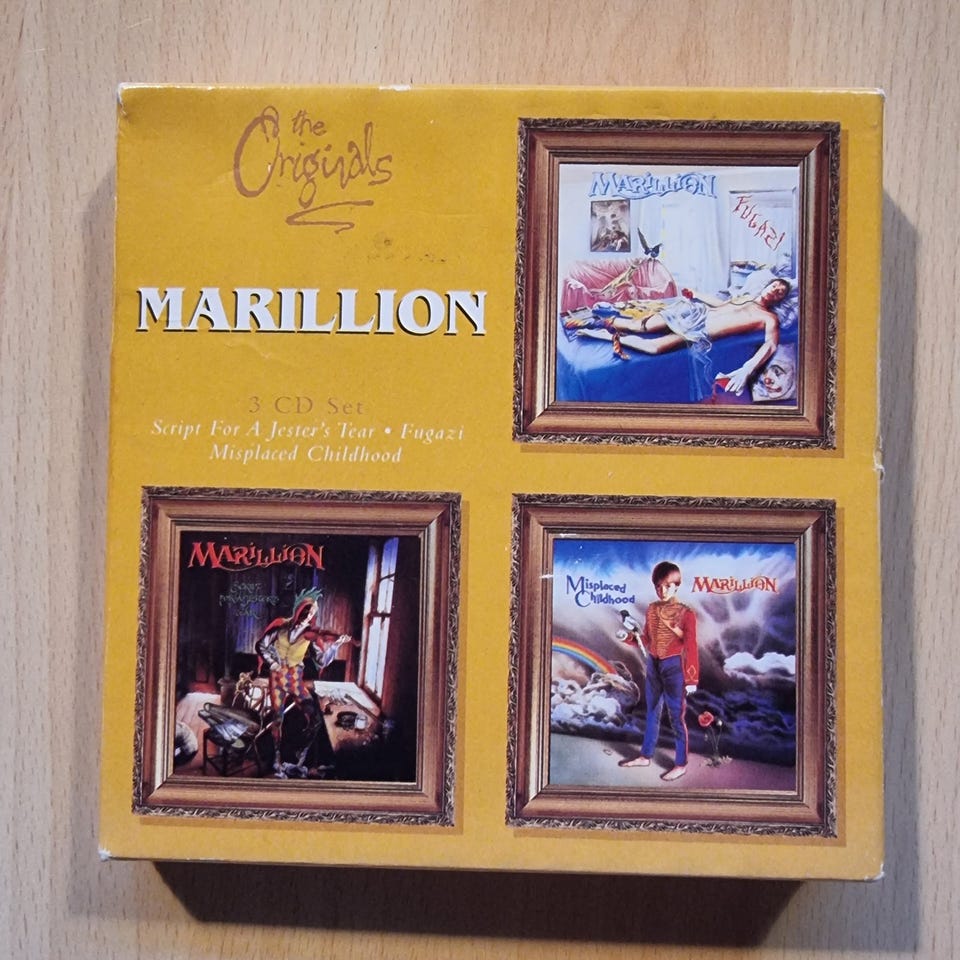 the
Originals
MARILLION
3 CD Set
Script For A Jester's Tear • Fugazi
Misplaced Childhood
MARILLION
FUGAZI
MARILLION
Misplaced
Childhood
MARILLION